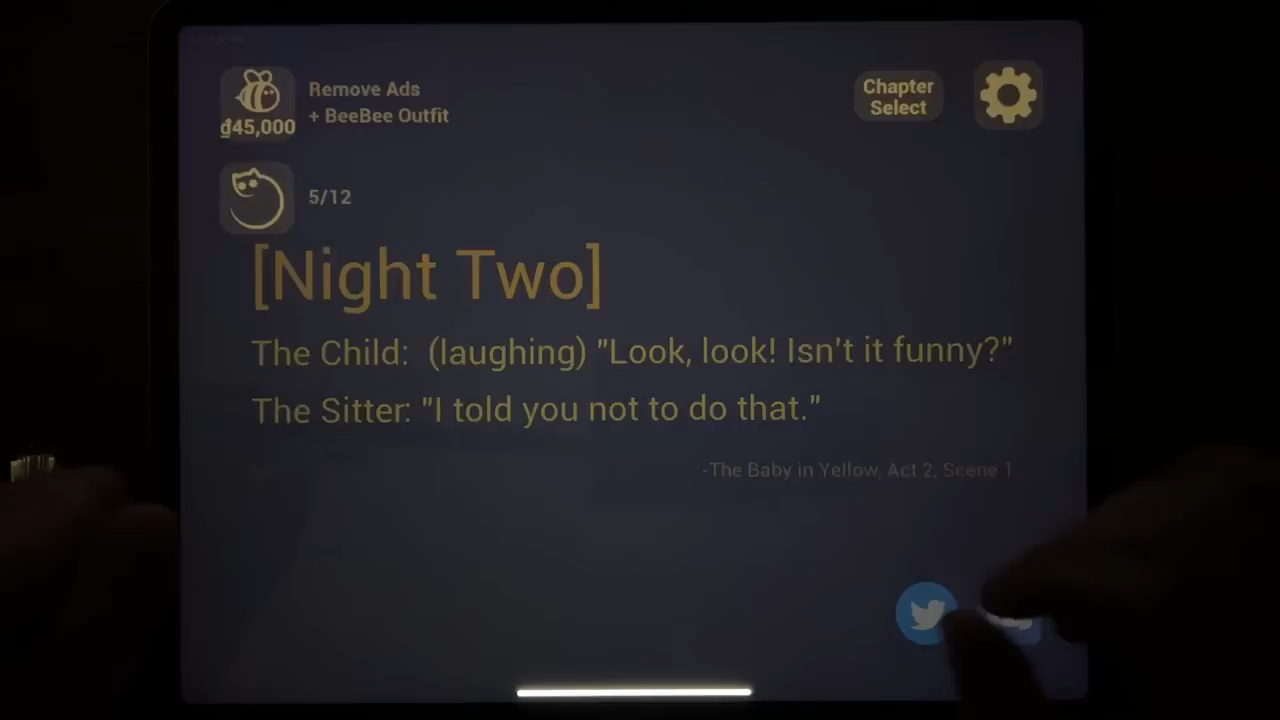 Remove Ads
+ BeeBee Outfit
₫45,000
Chapter
Select
5/12
[Night Two]
The Child: (laughing) "Look, look! Isn't it funny?"
The Sitter: "I told you not to do that."
-The Baby in Yellow, Act 2, Scene 1